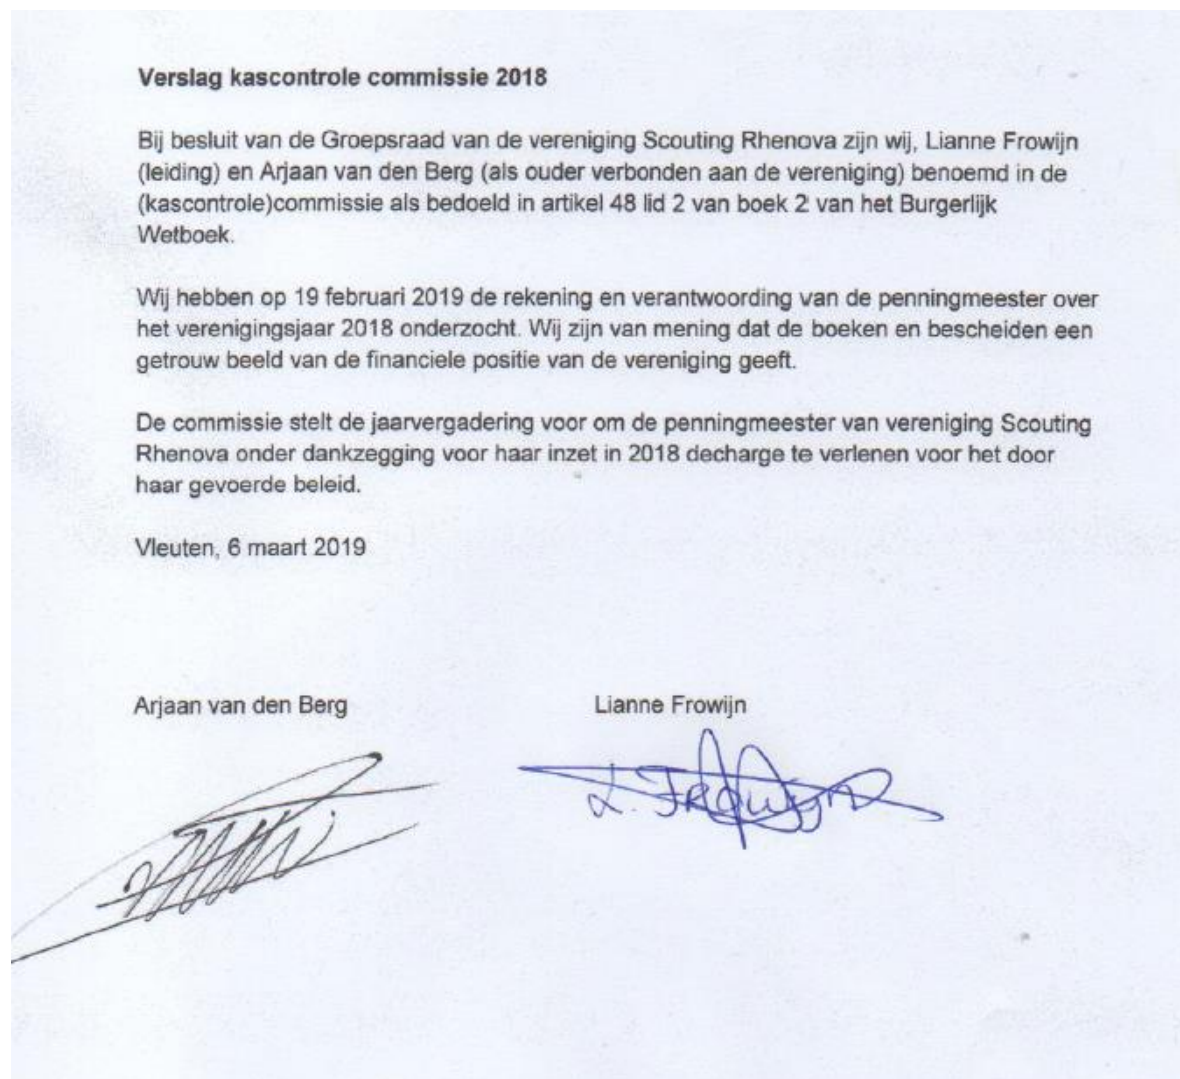 Verslag kascontrole commissie 2018
Bij besluit van de Groepsraad van de vereniging Scouting Rhenova zijn wij, Lianne Frowijn
(leiding) en Arjaan van den Berg (als ouder verbonden aan de vereniging) benoemd in de
(kascontrole)commissie als bedoeld in artikel 48 lid 2 van boek 2 van het Burgerlijk
Wetboek.
Wij hebben op 19 februari 2019 de rekening en verantwoording van de penningmeester over
het verenigingsjaar 2018 onderzocht. Wij zijn van mening dat de boeken en bescheiden een
getrouw beeld van de financiele positie van de vereniging geeft.
De commissie stelt de jaarvergadering voor om de penningmeester van vereniging Scouting
Rhenova onder dankzegging voor haar inzet in 2018 decharge te verlenen voor het door
haar gevoerde beleid.
Vleuten, 6 maart 2019
Arjaan van den Berg Lianne Frowijn
L. Frowijn